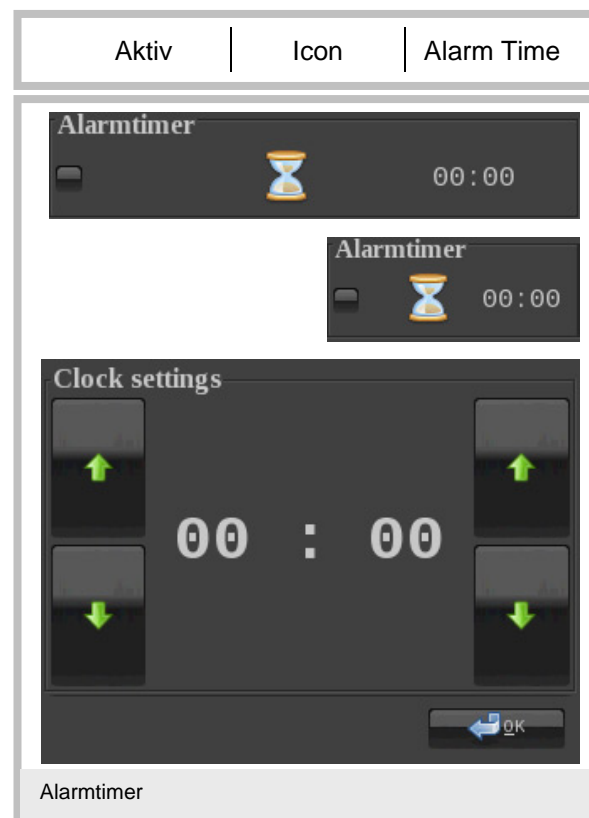 Aktiv Icon Alarm Time
Alarmtimer
00:00
Alarmtimer
00:00
Clock settings
00 : 00
OK
Alarmtimer